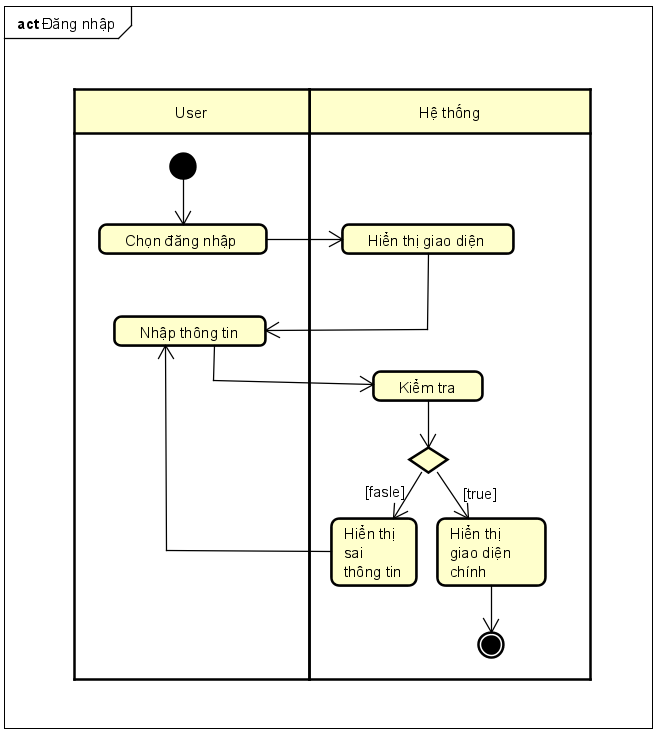 act Đăng nhập
User
Hệ thống
Chọn đăng nhập
Hiển thị giao diện
Nhập thông tin
Kiểm tra
[fasle]
[true]
Hiển thị
sai
thông tin
Hiển thị
giao diện
chính